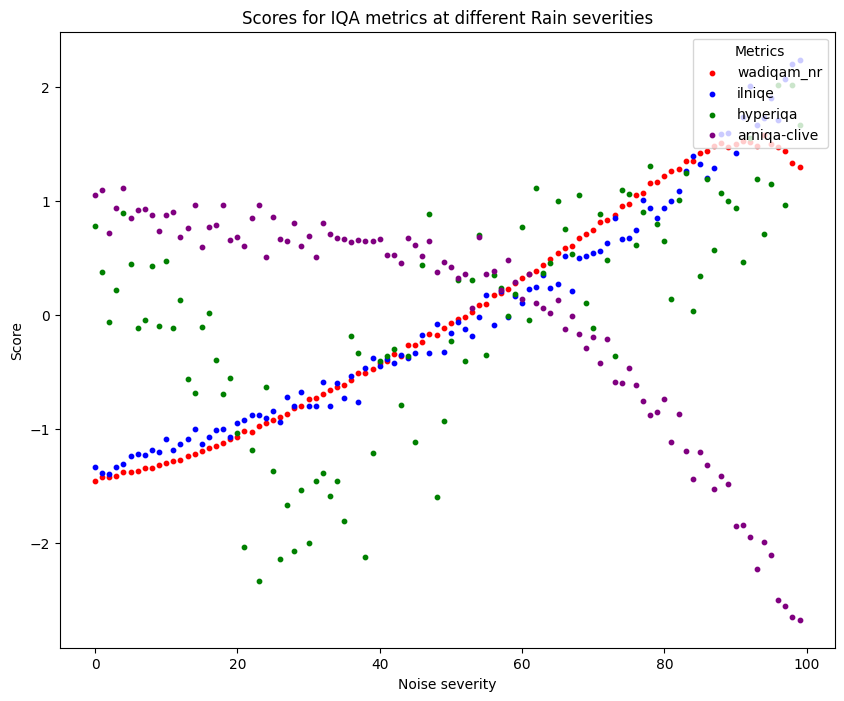 Scores for IQA metrics at different Rain severities
Metrics
wadiqam_nr
ilniqe
hyperiqa
arniqa-clive
2
1
0
−1
−2
Score
0 20 40 60 80 100
Noise severity